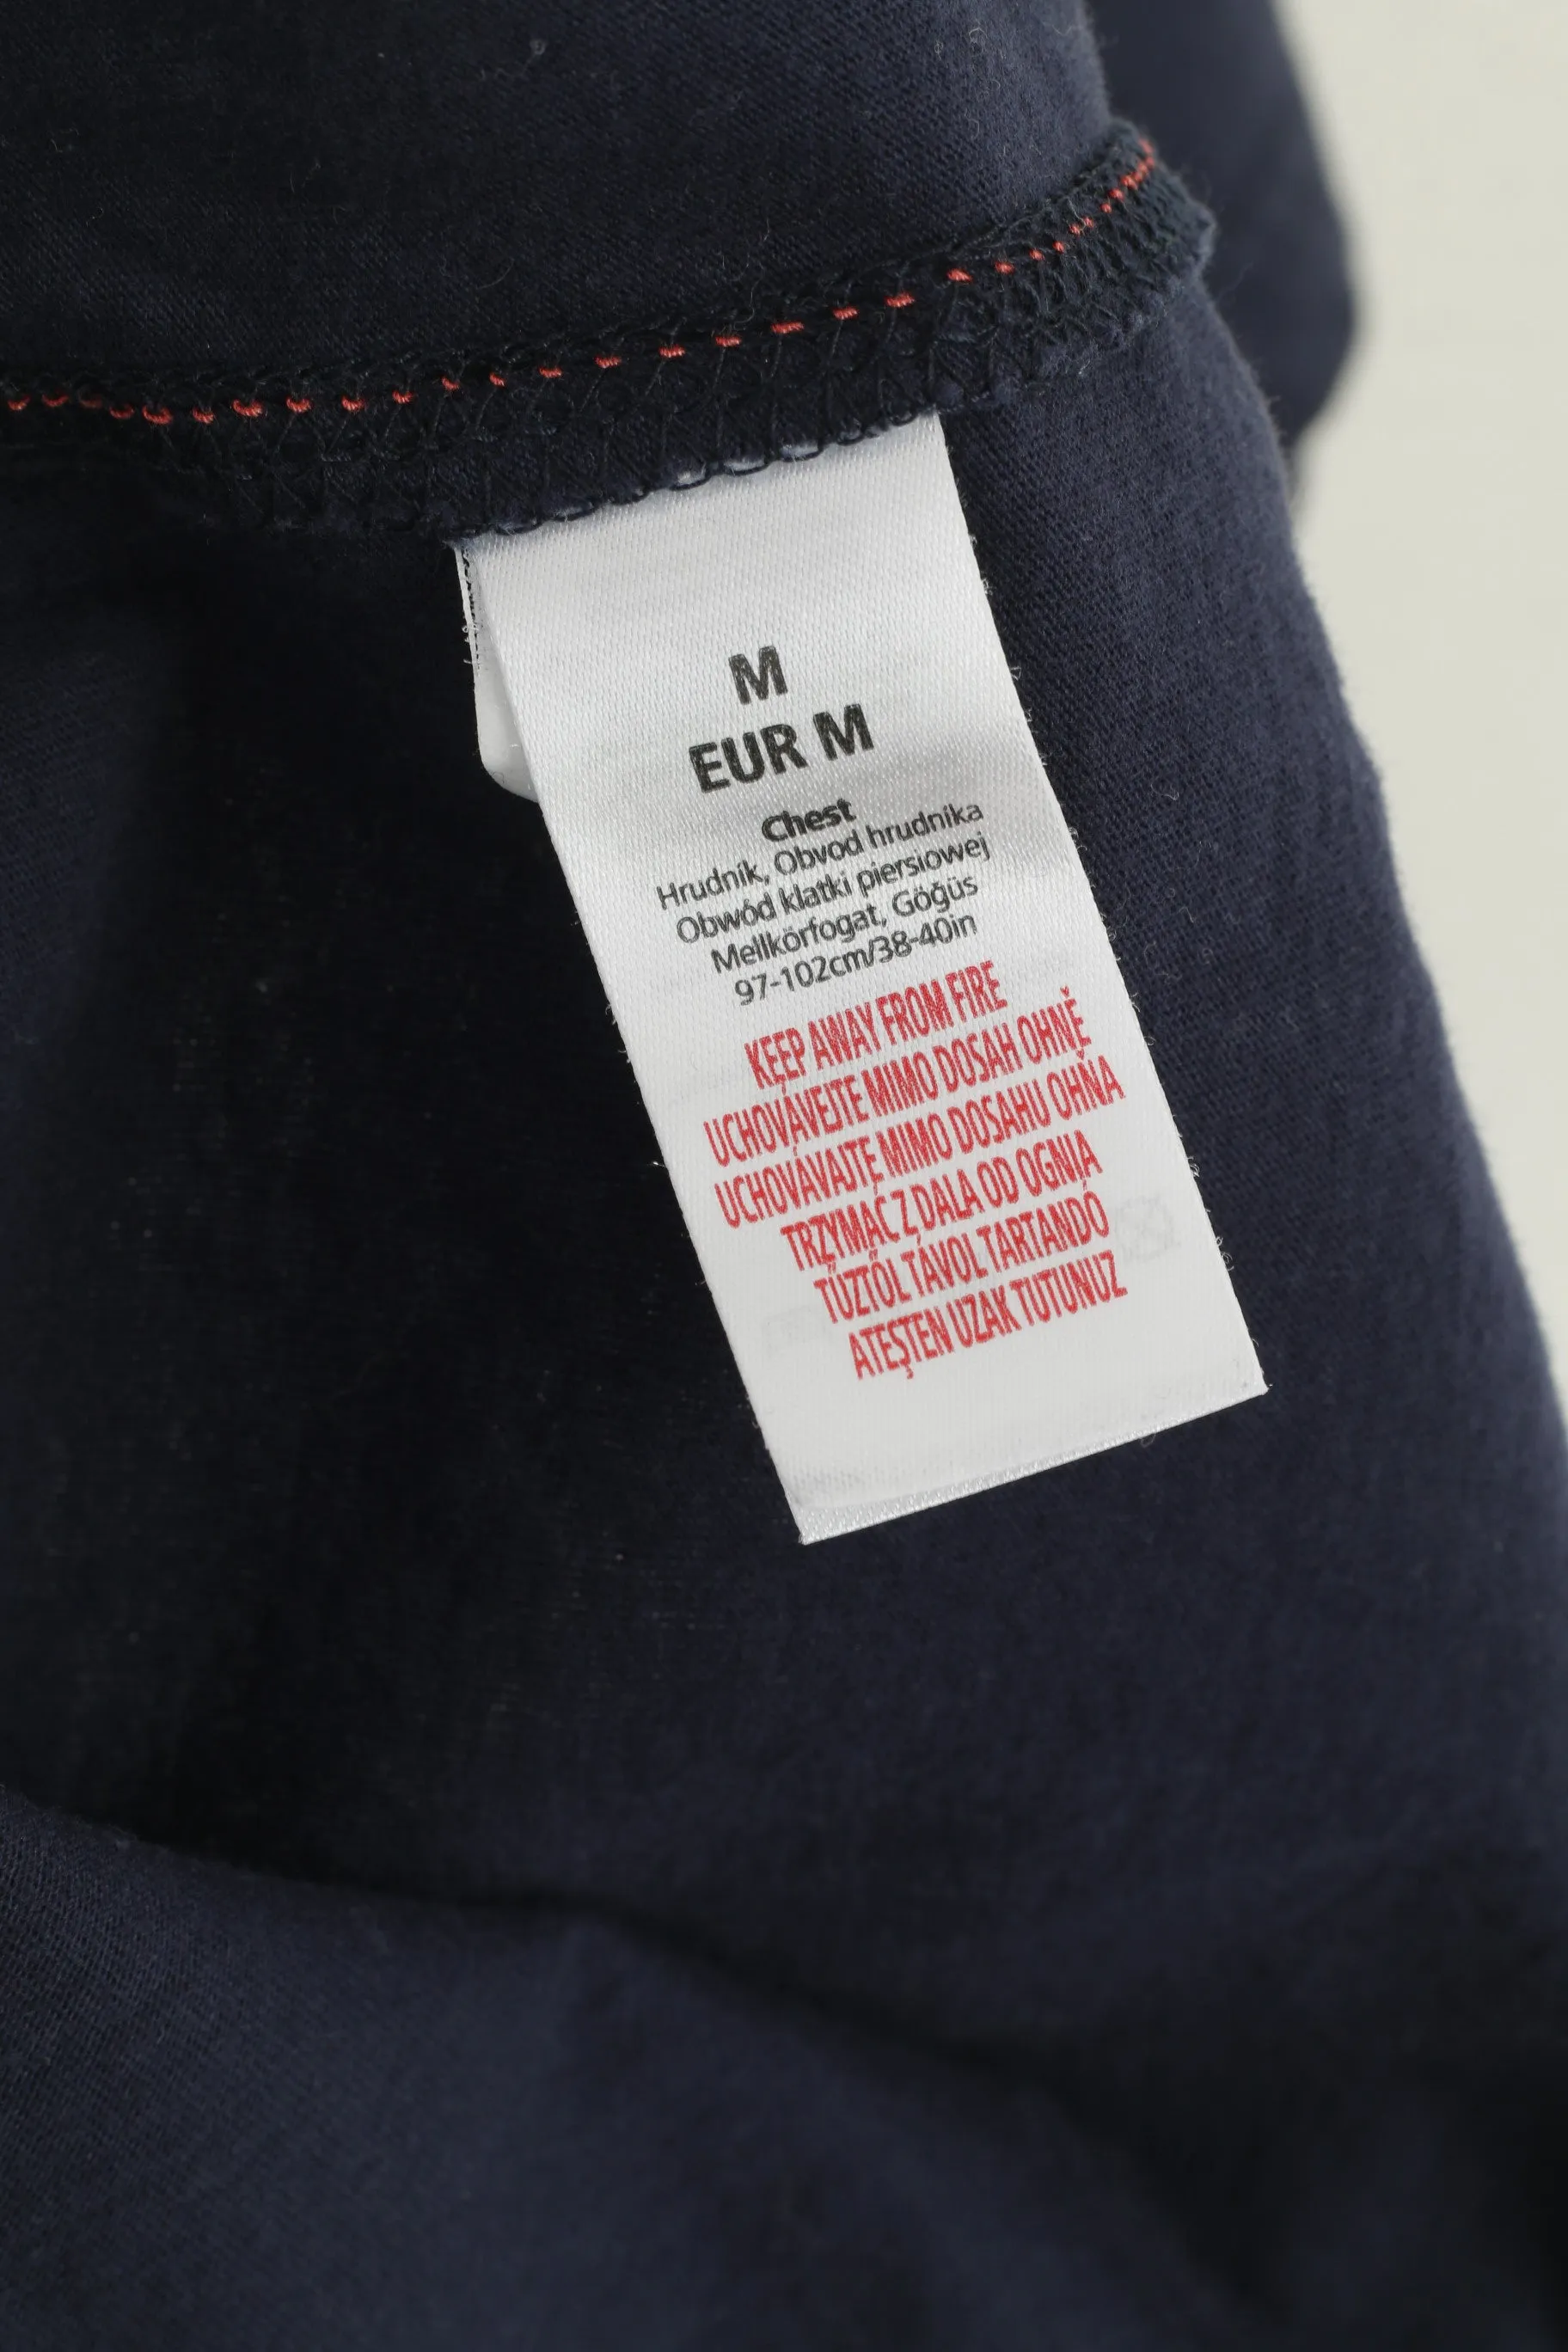 M
EUR M
Chest
Hrudník, Obvod hrudníka
Obwód klatki piersiowej
Mellkörfogat, Göğüs
97-102cm/38-40in
KEEP AWAY FROM FIRE
UCHOVÁVEJTE MIMO DOSAH OHNĚ
UCHOVÁVAJTE MIMO DOSAHU OHŇA
TRZYMAĆ Z DALA OD OGNIA
TŰZTŐL TÁVOL TARTANDÓ
ATEŞTEN UZAK TUTUNUZ